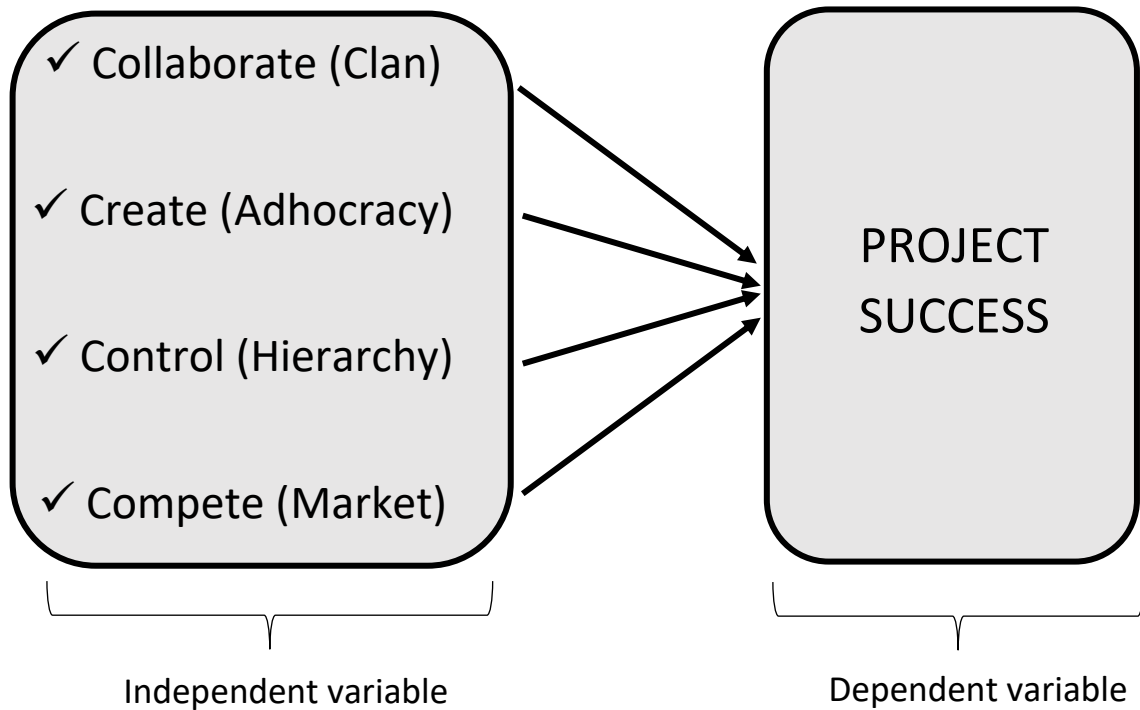 ✓ Collaborate (Clan)
✓ Create (Adhocracy)
✓ Control (Hierarchy)
✓ Compete (Market)
PROJECT
SUCCESS
Independent variable
Dependent variable